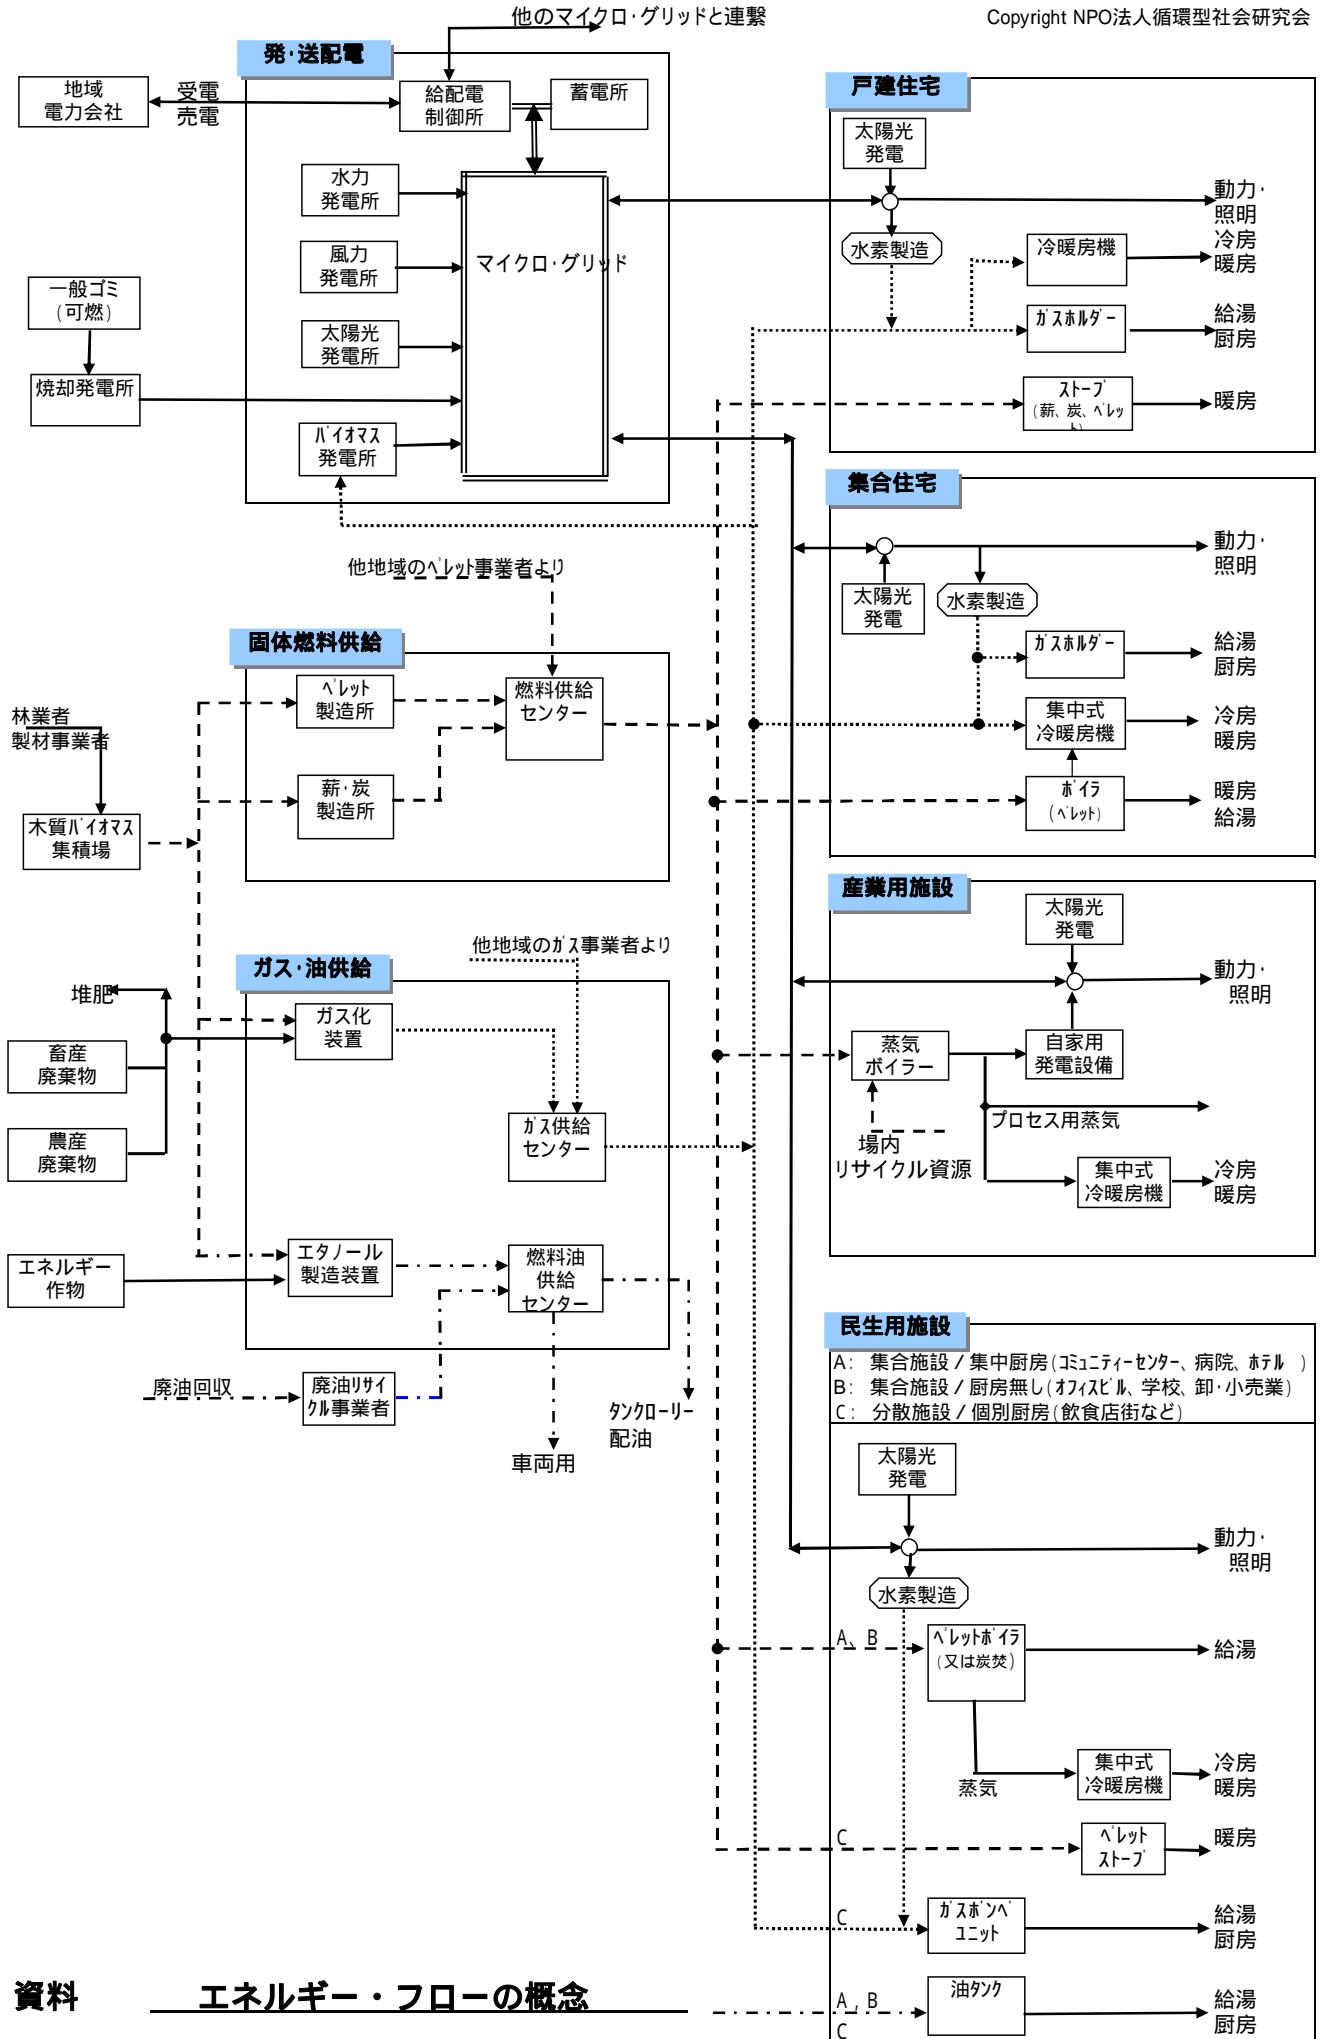 他のマイクロ･グリッドと連繋
Copyright NPO法人循環型社会研究会
発･送配電
地域
電力会社
受電
売電
給配電
制御所
蓄電所
水力
発電所
風力
発電所
太陽光
発電所
バイオマス
発電所
マイクロ･グリッド
一般ゴミ
(可燃)
焼却発電所
戸建住宅
太陽光
発電
水素製造
動力･
照明
冷暖房機
冷房
暖房
ｶﾞｽﾎﾙﾀﾞｰ
給湯
厨房
ｽﾄｰﾌﾞ
(薪、炭、ﾍﾟﾚｯ
ﾄ)
暖房
集合住宅
太陽光
発電
水素製造
動力･
照明
ｶﾞｽﾎﾙﾀﾞｰ
給湯
厨房
集中式
冷暖房機
冷房
暖房
ﾎﾞｲﾗ
(ﾍﾟﾚｯﾄ)
暖房
給湯
他地域のﾍﾟﾚｯﾄ事業者より
固体燃料供給
ﾍﾟﾚｯﾄ
製造所
燃料供給
センター
薪･炭
製造所
林業者
製材事業者
木質ﾊﾞｲｵﾏｽ
集積場
産業用施設
太陽光
発電
動力･
照明
蒸気
ボイラー
自家用
発電設備
プロセス用蒸気
場内
リサイクル資源
集中式
冷暖房機
冷房
暖房
他地域のｶﾞｽ事業者より
ガス･油供給
堆肥
ガス化
装置
畜産
廃棄物
農産
廃棄物
ｶﾞｽ供給
センター
エネルギー
作物
エタノール
製造装置
燃料油
供給
センター
廃油回収
廃油ﾘｻｲ
ｸﾙ事業者
ﾀﾝｸﾛｰﾘｰ
配油
車両用
民生用施設
A: 集合施設/集中厨房(ｺﾐｭﾆﾃｨｰｾﾝﾀｰ、病院、ﾎﾃﾙ )
B: 集合施設/厨房無し(ｵﾌｨｽﾋﾞﾙ、学校、卸･小売業)
C: 分散施設/個別厨房(飲食店街など)
太陽光
発電
動力･
照明
水素製造
A、B
ﾍﾟﾚｯﾄﾎﾞｲﾗ
(又は炭焚)
給湯
蒸気
集中式
冷暖房機
冷房
暖房
C
ﾍﾟﾚｯﾄ
ｽﾄｰﾌﾞ
暖房
C
ｶﾞｽﾎﾞﾝﾍﾞ
ﾕﾆｯﾄ
給湯
厨房
A , B
C
油ﾀﾝｸ
給湯
厨房
資料 エネルギー・フローの概念